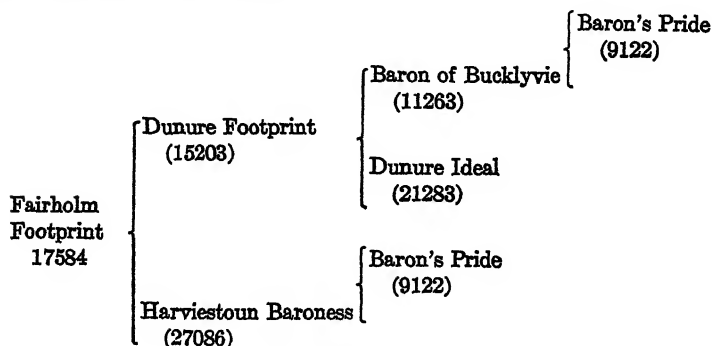 Baron's Pride
(9122)
Baron of Bucklyvie
(11263)
Dunure Footprint
(15203)
Dunure Ideal
(21283)
Fairholm
Footprint
17584
Baron's Pride
(9122)
Harviestoun Baroness
(27086)